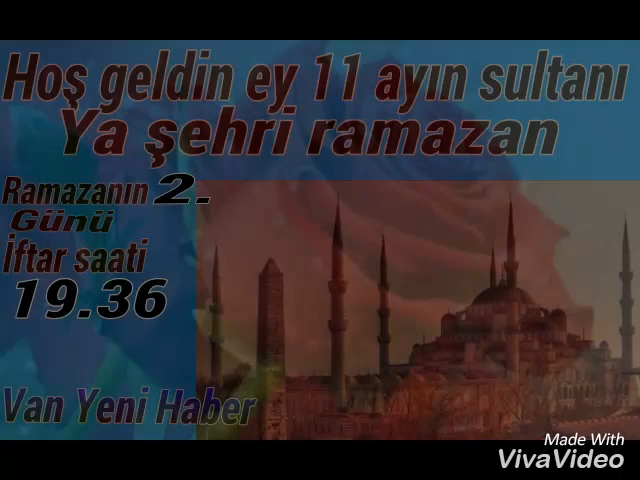 Hoş geldin ey 11 ayın sultanı
Ya şehri ramazan
Ramazanın 2.
Günü
İftar saati
19.36
Van Yeni Haber
Made With
VivaVideo